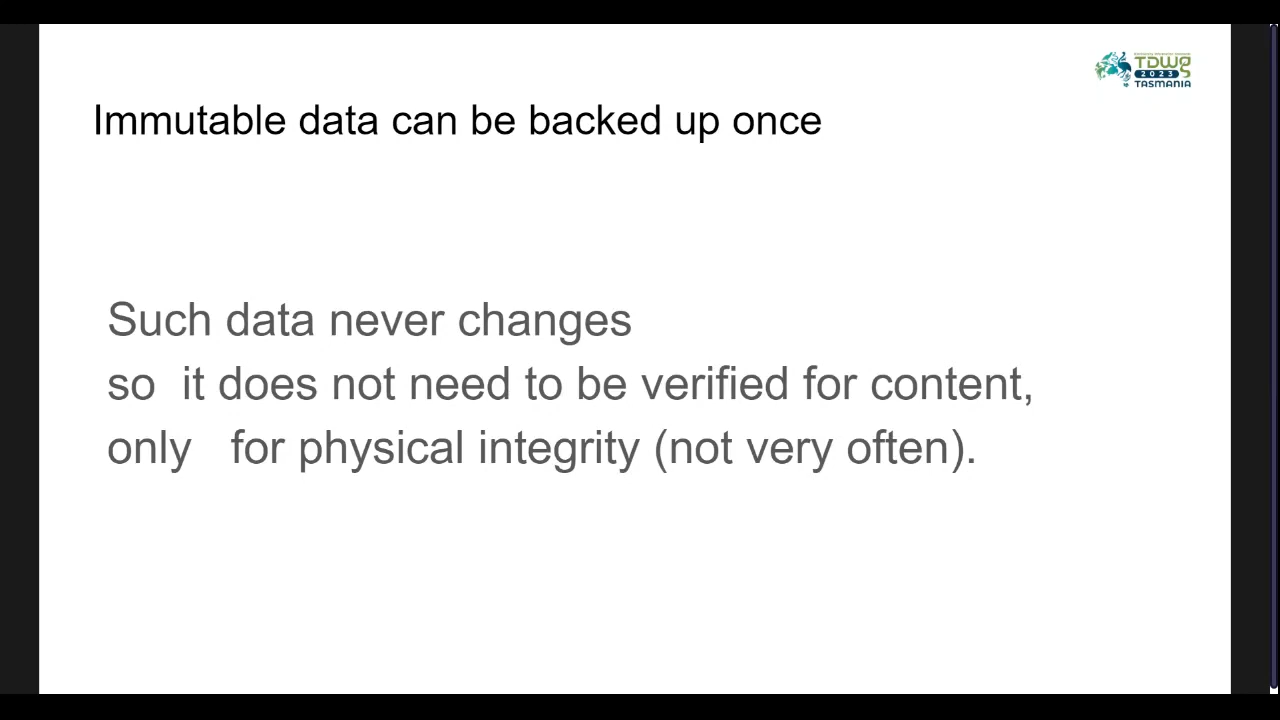 TDWG
2023
TASMANIA
Immutable data can be backed up once
Such data never changes
so  it does not need to be verified for content,
only   for physical integrity (not very often).